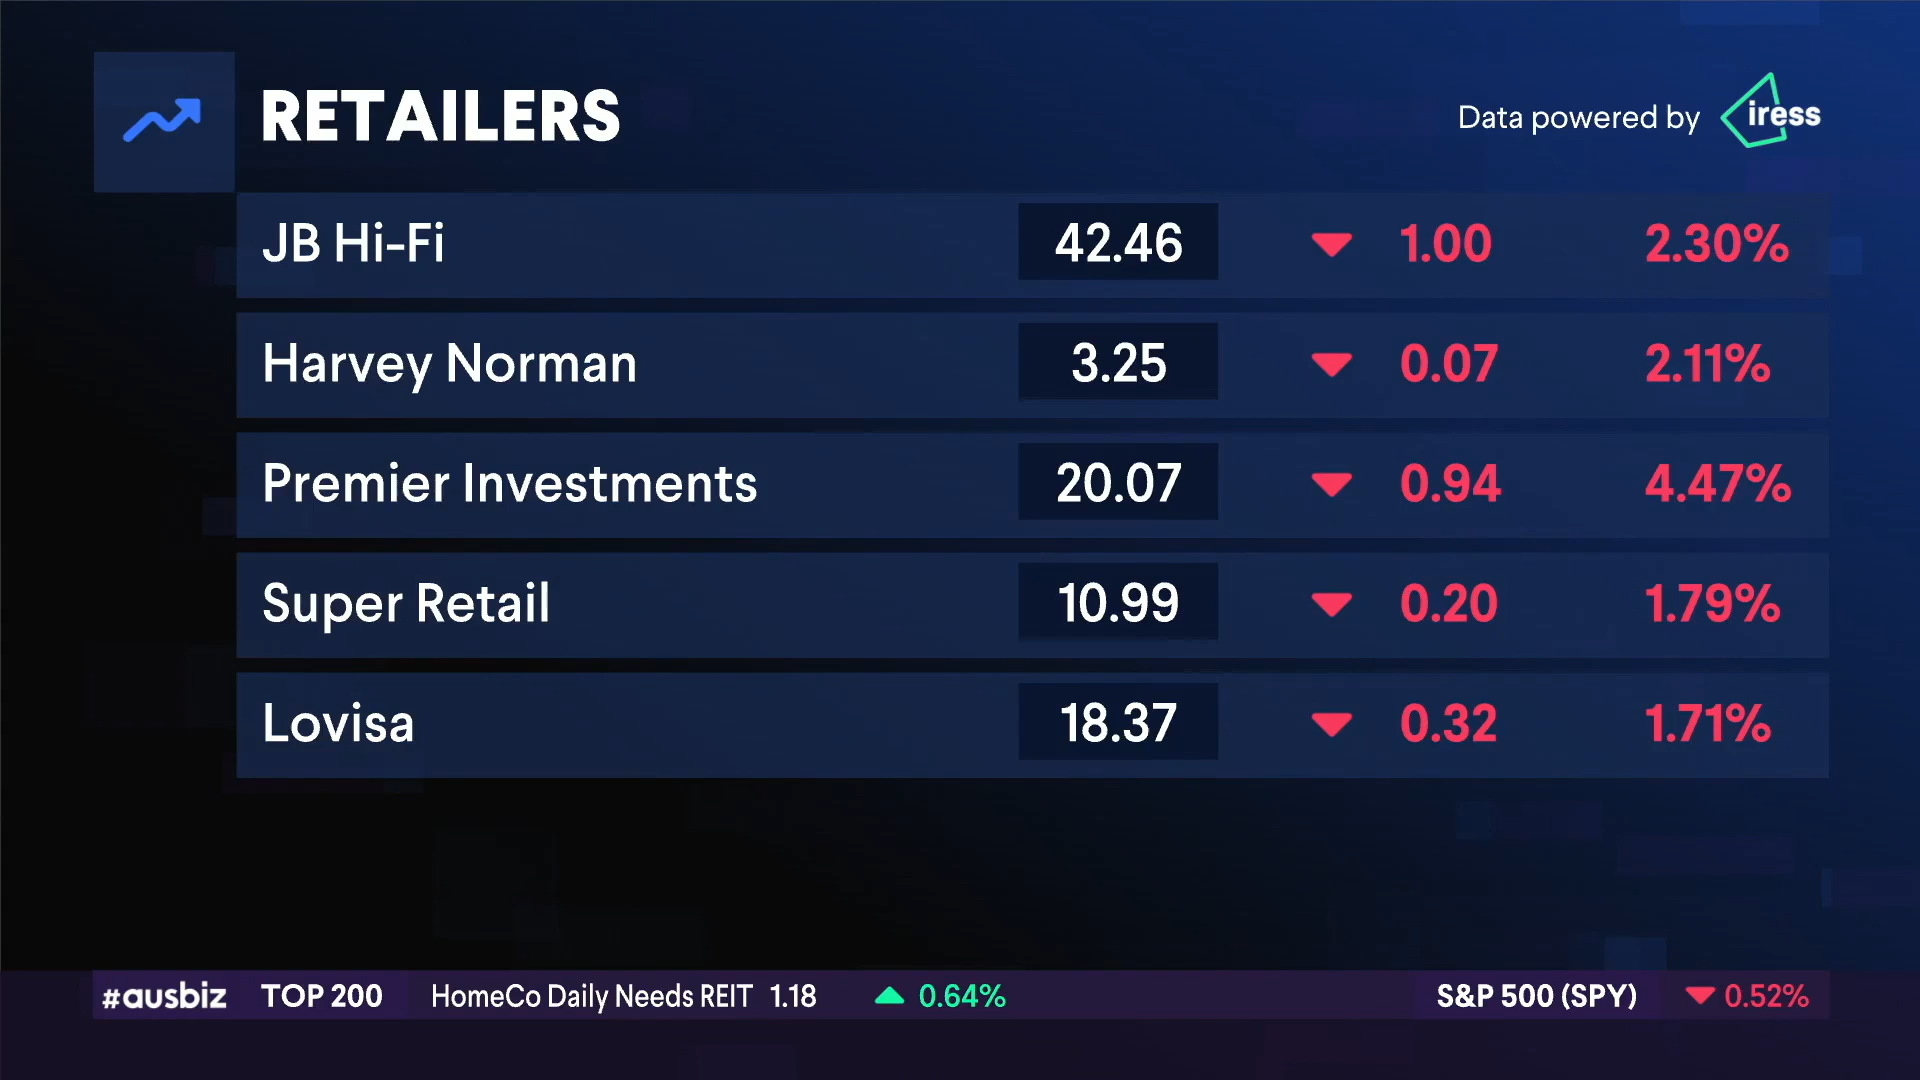 RETAILERS
Data powered by iress
JB Hi-Fi 42.46 1.00 2.30%
Harvey Norman 3.25 0.07 2.11%
Premier Investments 20.07 0.94 4.47%
Super Retail 10.99 0.20 1.79%
Lovisa 18.37 0.32 1.71%
#ausbiz TOP 200 HomeCo Daily Needs REIT 1.18 0.64% S&P 500 (SPY) 0.52%